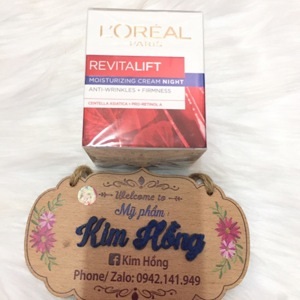 L'ORÉAL
PARIS
REVITALIFT
MOISTURIZING CREAM NIGHT
ANTI-WRINKLES + FIRMNESS
CENTELLA ASIATICA + PRO-RETINOL A
Welcome to
Mỹ phẩm
Kim Hồng
f Kim Hồng
Phone/ Zalo: 0942.141.949